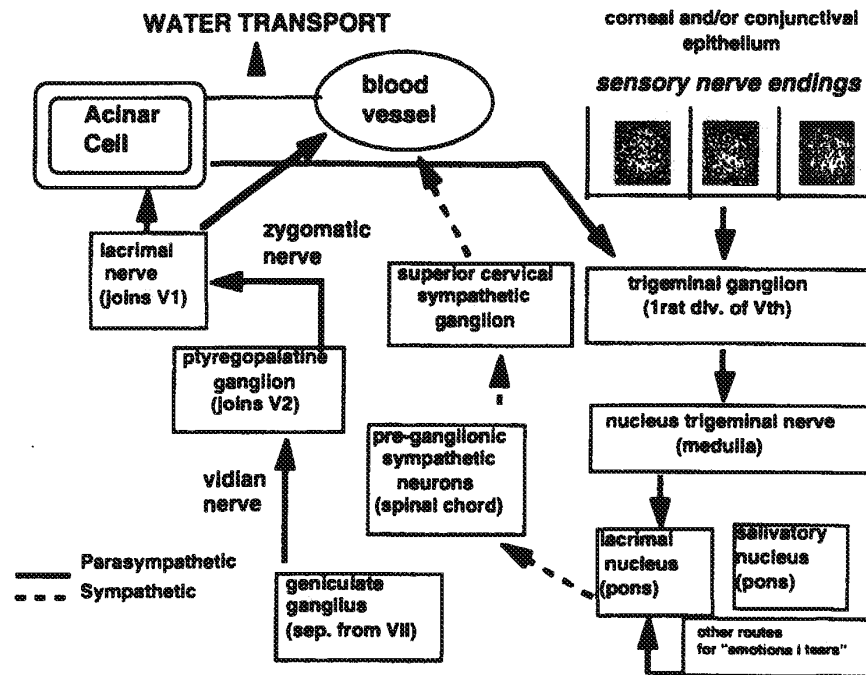 WATER TRANSPORT
corneal and/or conjunctival
epithelium
sensory nerve endings
blood
vessel
Acinar
Cell
zygomatic
nerve
lacrimal
nerve
(joins V1)
superior cervical
sympathetic
ganglion
trigeminal ganglion
(1rst div. of Vth)
ptyregopalatine
ganglion
(joins V2)
pre-ganglionic
sympathetic
neurons
(spinal chord)
nucleus trigeminal nerve
(medulla)
vidian
nerve
lacrimal
nucleus
(pons)
salivatory
nucleus
(pons)
Parasympathetic
Sympathetic
geniculate
ganglius
(sep. from VII)
other routes
for "emotional tears"